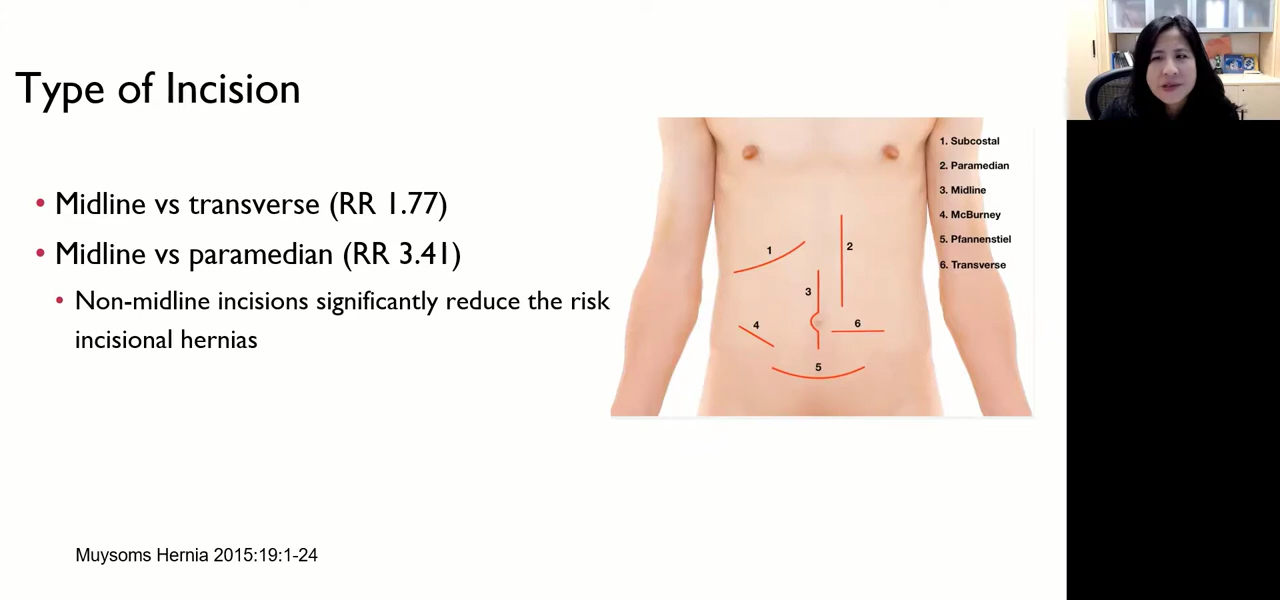 Type of Incision
• Midline vs transverse (RR 1.77)
• Midline vs paramedian (RR 3.41)
• Non-midline incisions significantly reduce the risk
incisional hernias
1. Subcostal
2. Paramedian
3. Midline
4. McBurney
5. Pfannenstiel
6. Transverse
1
2
3
4
6
5
Muysoms Hernia 2015:19:1-24